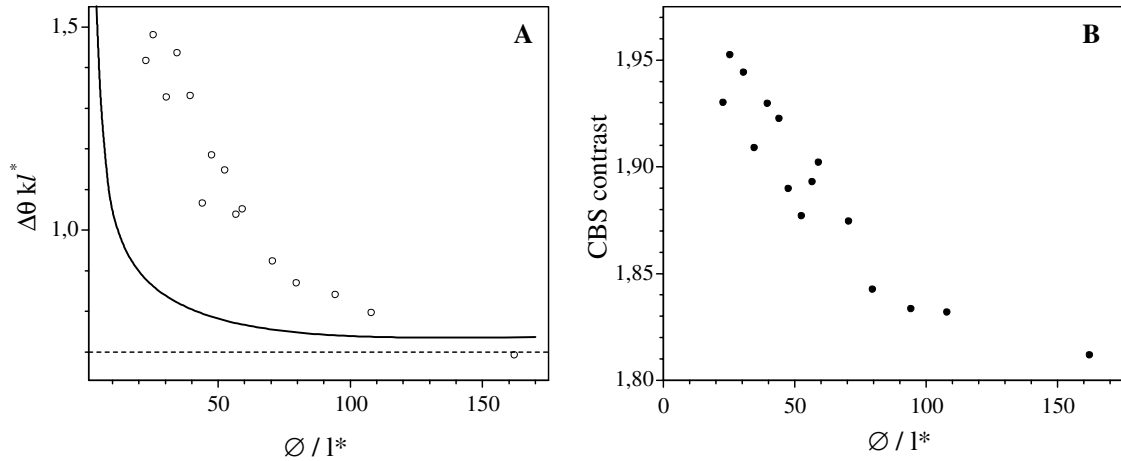 A
1,5
1,0
Δθ kl*
50
100
150
∅ / l*
B
1,95
1,90
1,85
1,80
CBS contrast
0
50
100
150
∅ / l*